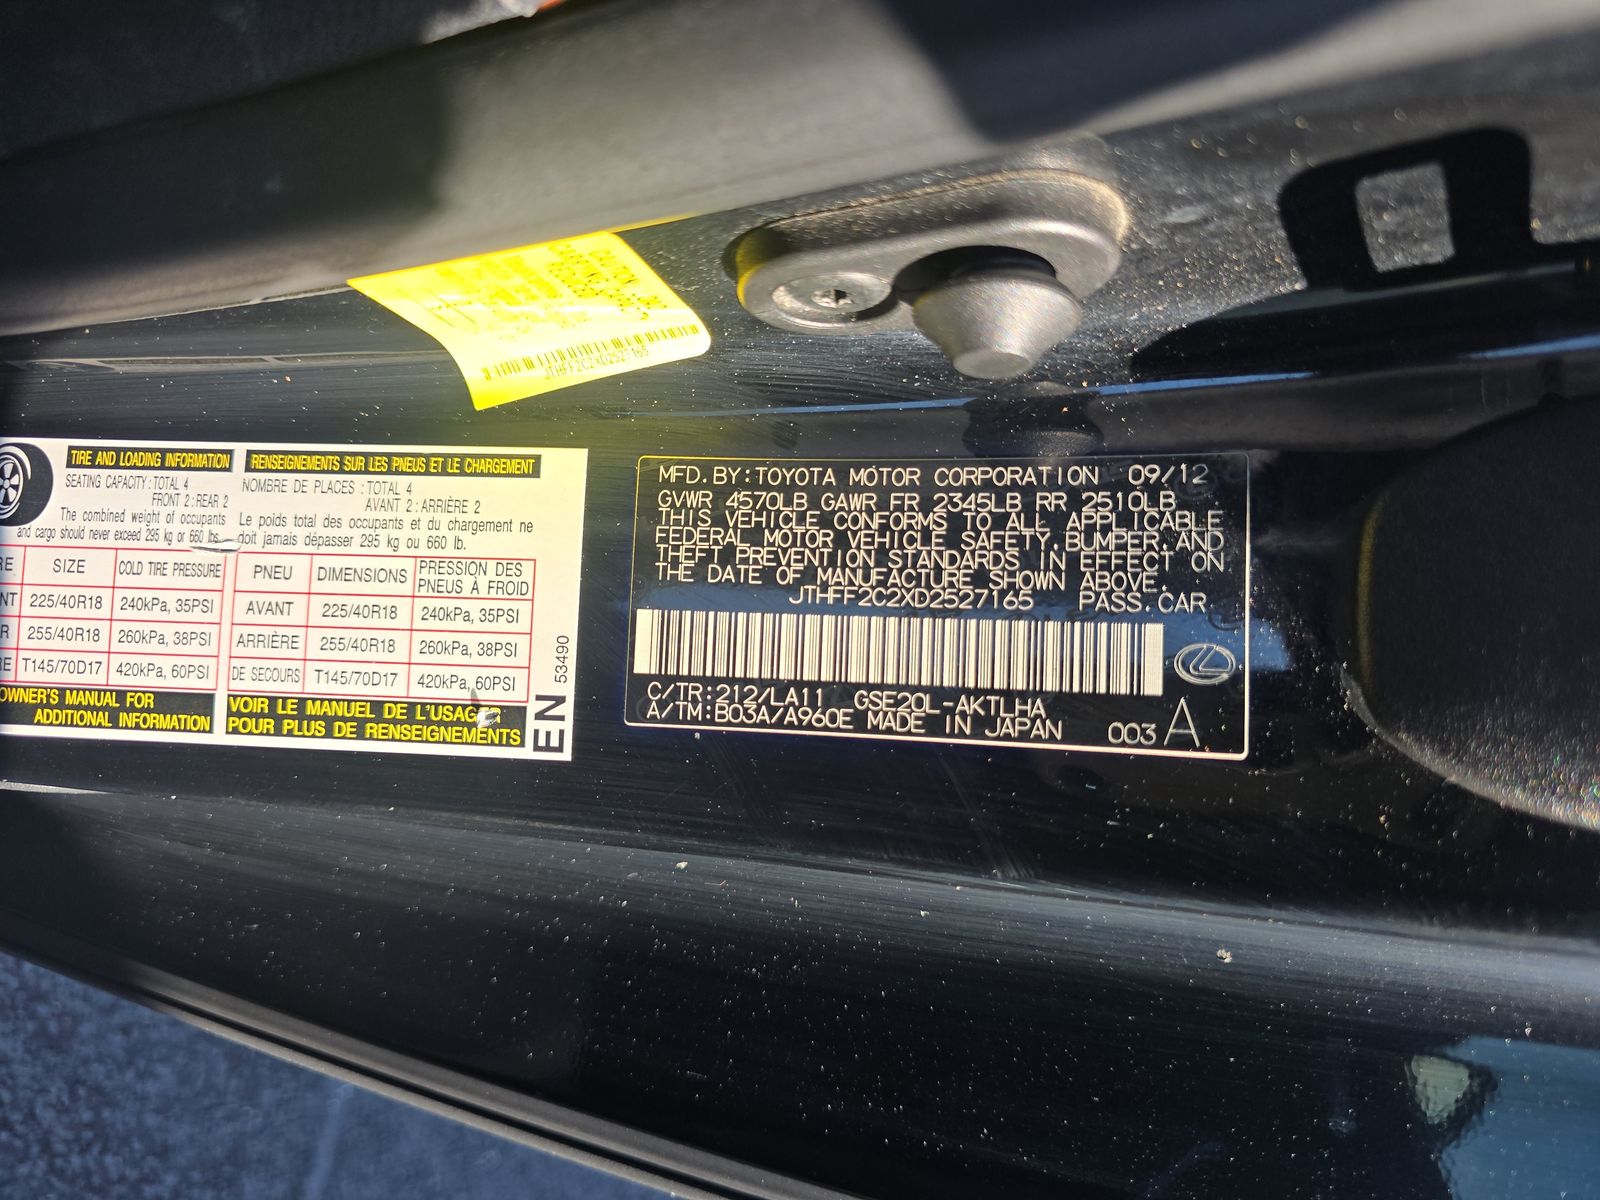 JTHFF2C2XD2527165
TIRE AND LOADING INFORMATION
SEATING CAPACITY: TOTAL 4
FRONT 2: REAR 2
The combined weight of occupants
and cargo should never exceed 295 kg or 660 lbs.
SIZE COLD TIRE PRESSURE
225/40R18 240kPa, 35PSI
255/40R18 260kPa, 38PSI
T145/70D17 420kPa, 60PSI
OWNER'S MANUAL FOR
ADDITIONAL INFORMATION
RENSEIGNEMENTS SUR LES PNEUS ET LE CHARGEMENT
NOMBRE DE PLACES : TOTAL 4
AVANT 2 : ARRIÈRE 2
Le poids total des occupants et du chargement ne
doit jamais dépasser 295 kg ou 660 lb.
PNEU DIMENSIONS PRESSION DES PNEUS À FROID
AVANT 225/40R18 240kPa, 35PSI
ARRIÈRE 255/40R18 260kPa, 38PSI
DE SECOURS T145/70D17 420kPa, 60PSI
VOIR LE MANUEL DE L'USAGER
POUR PLUS DE RENSEIGNEMENTS
EN 53490
MFD. BY: TOYOTA MOTOR CORPORATION 09/12
GVWR 4570LB GAWR FR 2345LB RR 2510LB
THIS VEHICLE CONFORMS TO ALL APPLICABLE
FEDERAL MOTOR VEHICLE SAFETY, BUMPER, AND
THEFT PREVENTION STANDARDS IN EFFECT ON
THE DATE OF MANUFACTURE SHOWN ABOVE.
JTHFF2C2XD2527165 PASS. CAR
C/TR: 212/LA11 GSE20L-AKTLHA
A/TM: B03A/A960E MADE IN JAPAN 003 A